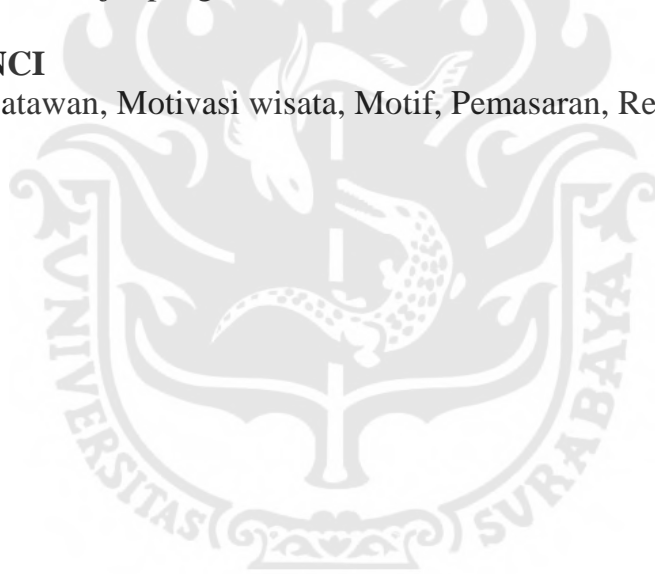 NCI
atawan, Motivasi wisata, Motif, Pemasaran, Re
UNIVERSITAS SURABAYA